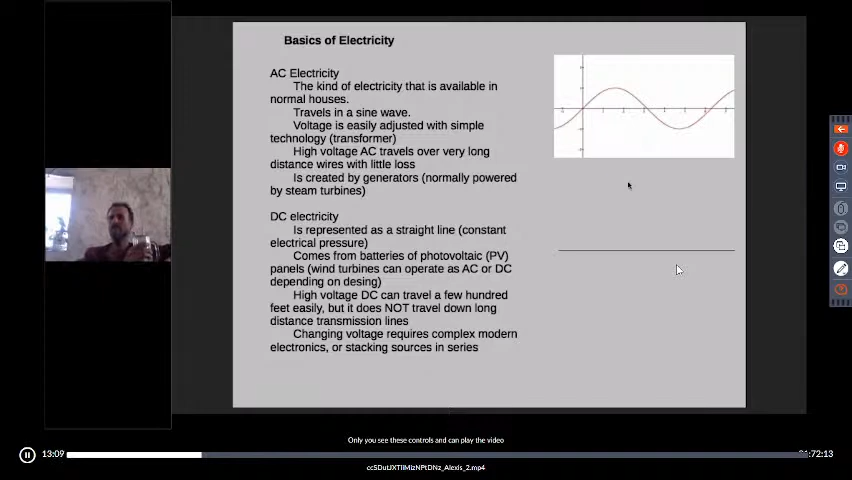 Basics of Electricity
AC Electricity
The kind of electricity that is available in
normal houses.
Travels in a sine wave.
Voltage is easily adjusted with simple
technology (transformer)
High voltage AC travels over very long
distance wires with little loss
Is created by generators (normally powered
by steam turbines)
DC electricity
Is represented as a straight line (constant
electrical pressure)
Comes from batteries of photovoltaic (PV)
panels (wind turbines can operate as AC or DC
depending on desing)
High voltage DC can travel a few hundred
feet easily, but it does NOT travel down long
distance transmission lines
Changing voltage requires complex modern
electronics, or stacking sources in series
Only you see these controls and can play the video
13:09